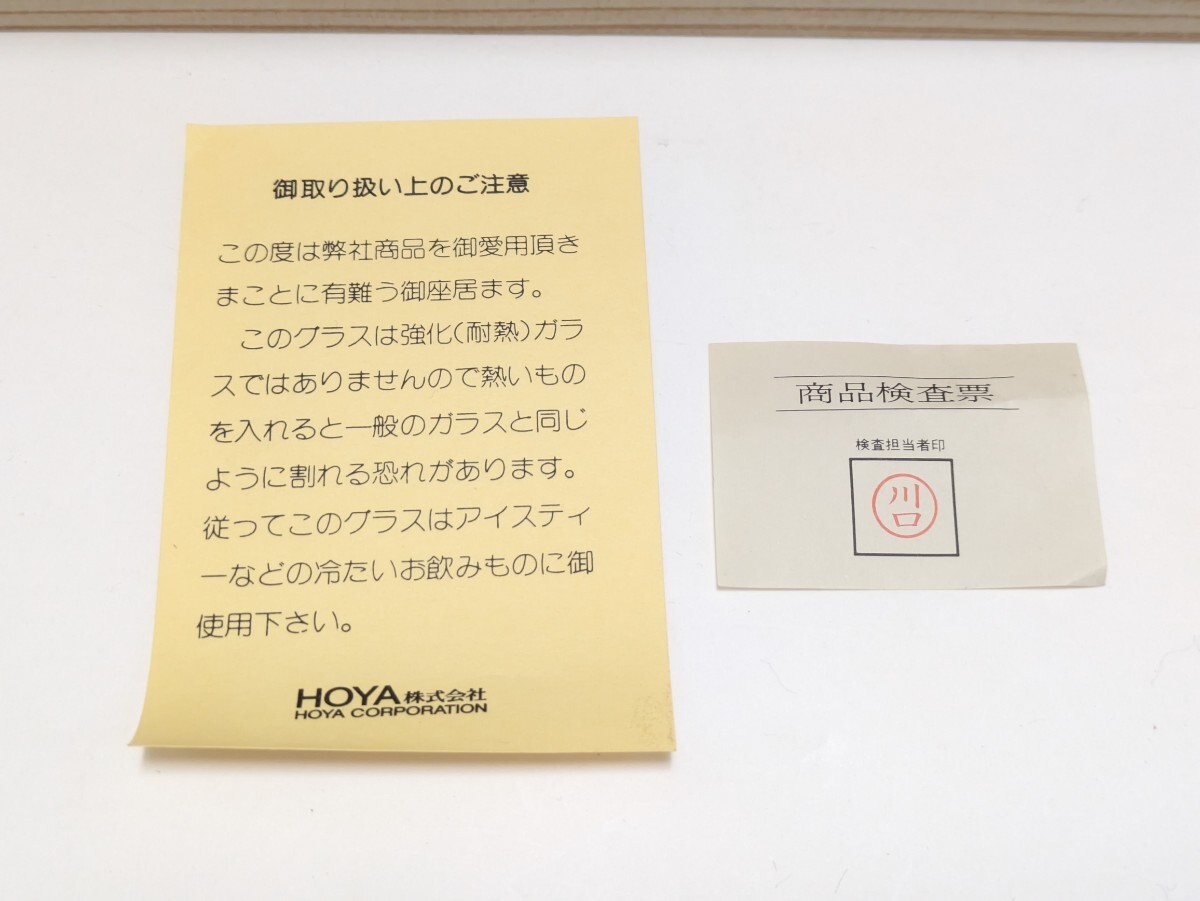 御取り扱い上のご注意
この度は弊社商品を御愛用頂き
まことに有難う御座居ます。
このグラスは強化(耐熱)ガラ
スではありませんので熱いもの
を入れると一般のガラスと同じ
ように割れる恐れがあります。
従ってこのグラスはアイスティ
ーなどの冷たいお飲みものに御
使用下さい。
HOYA株式会社
HOYA CORPORATION
商品検査票
検査担当者印
川口